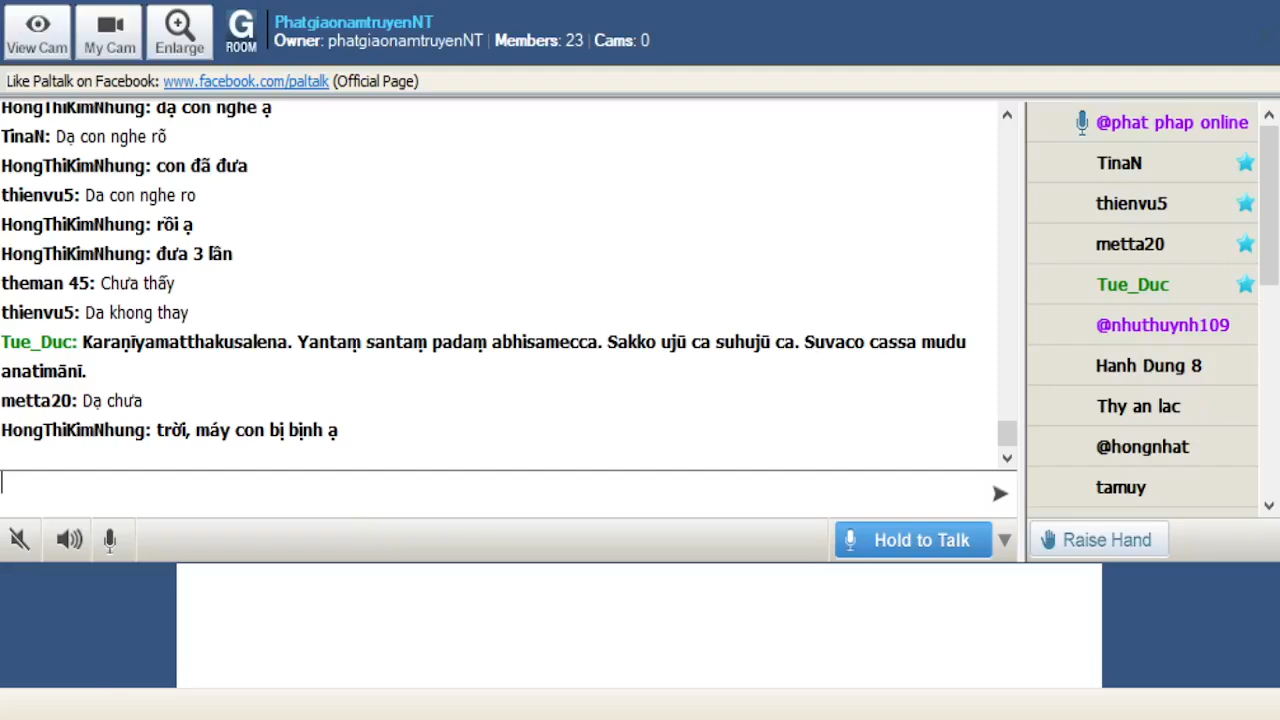 View Cam
My Cam
Enlarge
G
ROOM
PhatgiaonamtruyenNT
Owner: phatgiaonamtruyenNT | Members: 23 | Cams: 0
Like Paltalk on Facebook: www.facebook.com/paltalk (Official Page)
HongThiKimNhung: dạ con nghe ạ
TinaN: Dạ con nghe rõ
HongThiKimNhung: con đã đưa
thienvu5: Da con nghe ro
HongThiKimNhung: rồi ạ
HongThiKimNhung: đưa 3 lần
theman 45: Chưa thấy
thienvu5: Da khong thay
Tue_Duc: Karaṇīyamatthakusalena. Yantaṃ santaṃ padaṃ abhisamecca. Sakko ujū ca suhujū ca. Suvaco cassa mudu
anatimānī.
metta20: Dạ chưa
HongThiKimNhung: trời, máy con bị bịnh ạ
Hold to Talk
@phat phap online
TinaN
thienvu5
metta20
Tue_Duc
@nhuthuynh109
Hanh Dung 8
Thy an lac
@hongnhat
tamuy
Raise Hand